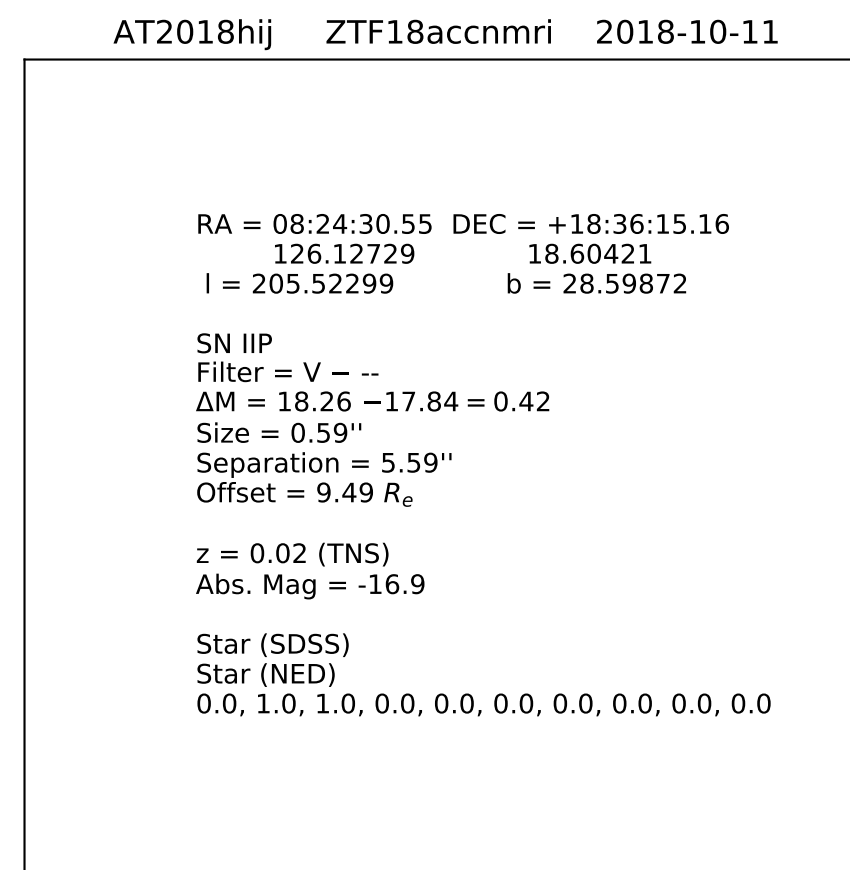 AT2018hij ZTF18accnmri 2018-10-11
RA = 08:24:30.55 DEC = +18:36:15.16
126.12729 18.60421
l = 205.52299 b = 28.59872
SN IIP
Filter = V − --
ΔM = 18.26 −17.84 = 0.42
Size = 0.59''
Separation = 5.59''
Offset = 9.49 Rₑ
z = 0.02 (TNS)
Abs. Mag = -16.9
Star (SDSS)
Star (NED)
0.0, 1.0, 1.0, 0.0, 0.0, 0.0, 0.0, 0.0, 0.0, 0.0